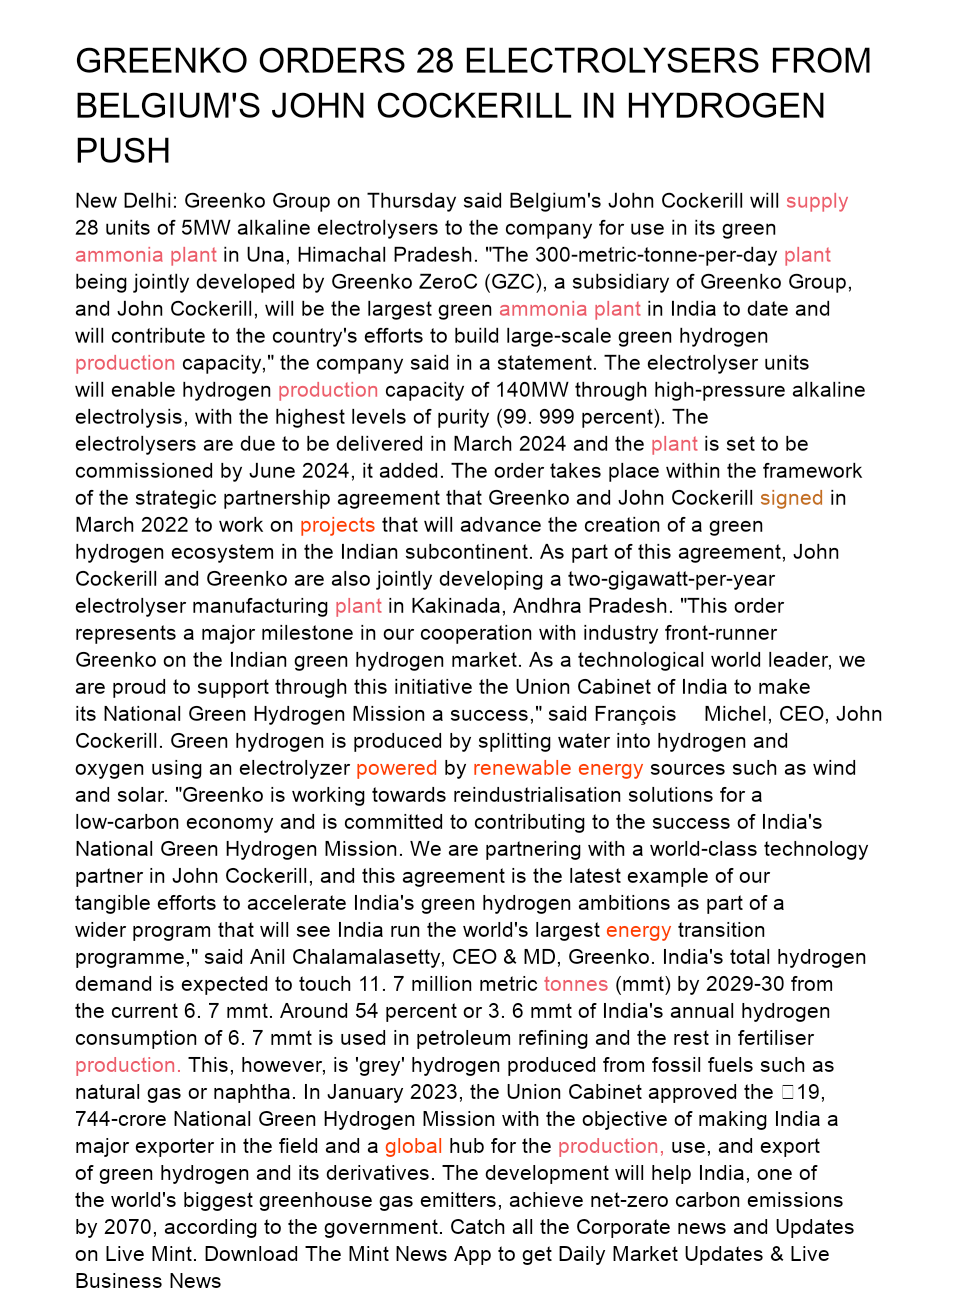 GREENKO ORDERS 28 ELECTROLYSERS FROM
BELGIUM'S JOHN COCKERILL IN HYDROGEN
PUSH
New Delhi: Greenko Group on Thursday said Belgium's John Cockerill will supply
28 units of 5MW alkaline electrolysers to the company for use in its green
ammonia plant in Una, Himachal Pradesh. "The 300-metric-tonne-per-day plant
being jointly developed by Greenko ZeroC (GZC), a subsidiary of Greenko Group,
and John Cockerill, will be the largest green ammonia plant in India to date and
will contribute to the country's efforts to build large-scale green hydrogen
production capacity," the company said in a statement. The electrolyser units
will enable hydrogen production capacity of 140MW through high-pressure alkaline
electrolysis, with the highest levels of purity (99. 999 percent). The
electrolysers are due to be delivered in March 2024 and the plant is set to be
commissioned by June 2024, it added. The order takes place within the framework
of the strategic partnership agreement that Greenko and John Cockerill signed in
March 2022 to work on projects that will advance the creation of a green
hydrogen ecosystem in the Indian subcontinent. As part of this agreement, John
Cockerill and Greenko are also jointly developing a two-gigawatt-per-year
electrolyser manufacturing plant in Kakinada, Andhra Pradesh. "This order
represents a major milestone in our cooperation with industry front-runner
Greenko on the Indian green hydrogen market. As a technological world leader, we
are proud to support through this initiative the Union Cabinet of India to make
its National Green Hydrogen Mission a success," said François Michel, CEO, John
Cockerill. Green hydrogen is produced by splitting water into hydrogen and
oxygen using an electrolyzer powered by renewable energy sources such as wind
and solar. "Greenko is working towards reindustrialisation solutions for a
low-carbon economy and is committed to contributing to the success of India's
National Green Hydrogen Mission. We are partnering with a world-class technology
partner in John Cockerill, and this agreement is the latest example of our
tangible efforts to accelerate India's green hydrogen ambitions as part of a
wider program that will see India run the world's largest energy transition
programme," said Anil Chalamalasetty, CEO & MD, Greenko. India's total hydrogen
demand is expected to touch 11. 7 million metric tonnes (mmt) by 2029-30 from
the current 6. 7 mmt. Around 54 percent or 3. 6 mmt of India's annual hydrogen
consumption of 6. 7 mmt is used in petroleum refining and the rest in fertiliser
production. This, however, is 'grey' hydrogen produced from fossil fuels such as
natural gas or naphtha. In January 2023, the Union Cabinet approved the 19,
744-crore National Green Hydrogen Mission with the objective of making India a
major exporter in the field and a global hub for the production, use, and export
of green hydrogen and its derivatives. The development will help India, one of
the world's biggest greenhouse gas emitters, achieve net-zero carbon emissions
by 2070, according to the government. Catch all the Corporate news and Updates
on Live Mint. Download The Mint News App to get Daily Market Updates & Live
Business News